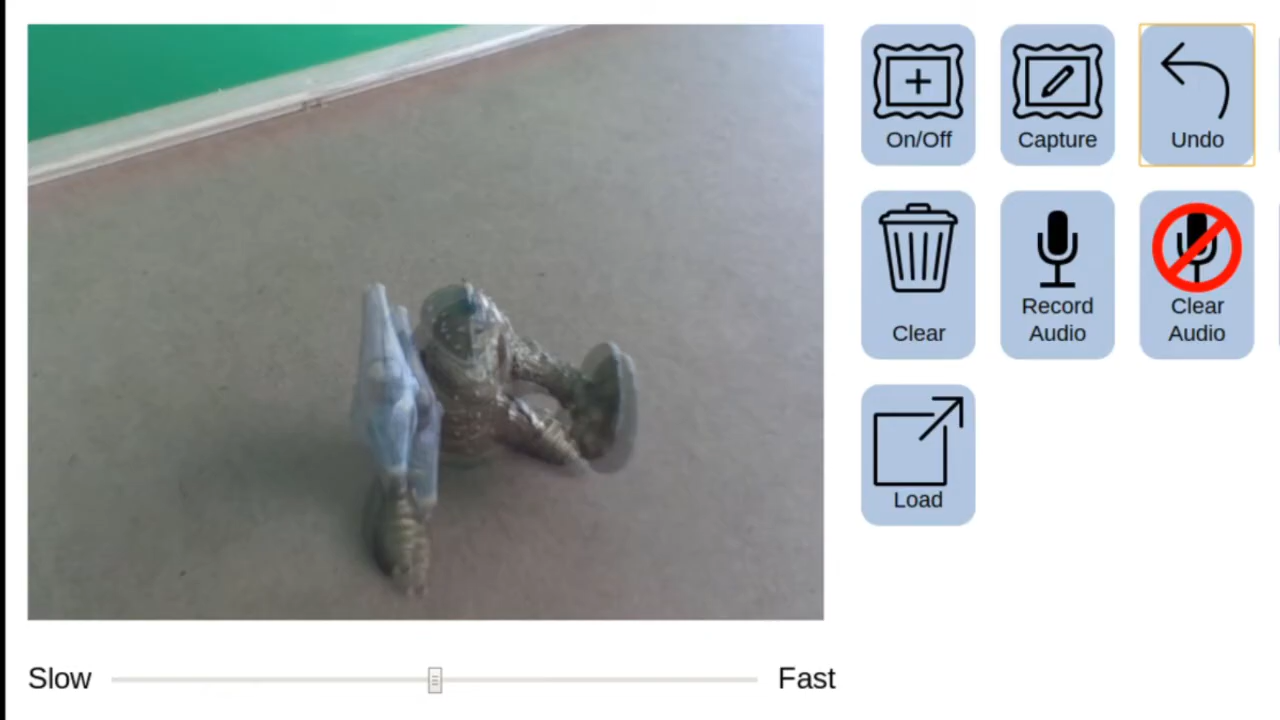 On/Off
Capture
Undo
Clear
Record
Audio
Clear
Audio
Load
Slow
Fast